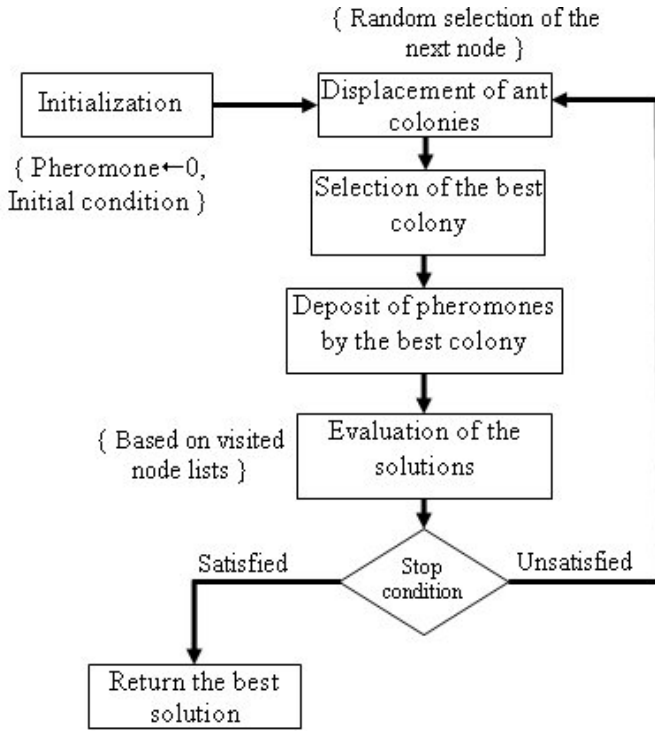 { Random selection of the
next node }
Initialization
Displacement of ant
colonies
{ Pheromone←0,
Initial condition }
Selection of the best
colony
Deposit of pheromones
by the best colony
{ Based on visited
node lists }
Evaluation of the
solutions
Satisfied
Stop
condition
Unsatisfied
Return the best
solution